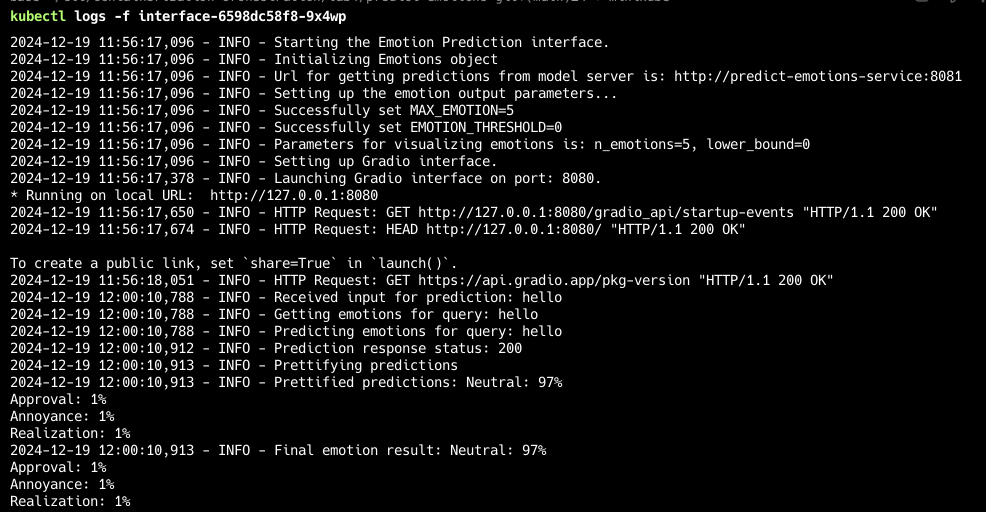 kubectl logs -f interface-6598dc58f8-9x4wp
2024-12-19 11:56:17,096 - INFO - Starting the Emotion Prediction interface.
2024-12-19 11:56:17,096 - INFO - Initializing Emotions object
2024-12-19 11:56:17,096 - INFO - Url for getting predictions from model server is: http://predict-emotions-service:8081
2024-12-19 11:56:17,096 - INFO - Setting up the emotion output parameters...
2024-12-19 11:56:17,096 - INFO - Successfully set MAX_EMOTION=5
2024-12-19 11:56:17,096 - INFO - Successfully set EMOTION_THRESHOLD=0
2024-12-19 11:56:17,096 - INFO - Parameters for visualizing emotions is: n_emotions=5, lower_bound=0
2024-12-19 11:56:17,096 - INFO - Setting up Gradio interface.
2024-12-19 11:56:17,378 - INFO - Launching Gradio interface on port: 8080.
* Running on local URL:  http://127.0.0.1:8080
2024-12-19 11:56:17,650 - INFO - HTTP Request: GET http://127.0.0.1:8080/gradio_api/startup-events "HTTP/1.1 200 OK"
2024-12-19 11:56:17,674 - INFO - HTTP Request: HEAD http://127.0.0.1:8080/ "HTTP/1.1 200 OK"
To create a public link, set `share=True` in `launch()`.
2024-12-19 11:56:18,051 - INFO - HTTP Request: GET https://api.gradio.app/pkg-version "HTTP/1.1 200 OK"
2024-12-19 12:00:10,788 - INFO - Received input for prediction: hello
2024-12-19 12:00:10,788 - INFO - Getting emotions for query: hello
2024-12-19 12:00:10,788 - INFO - Predicting emotions for query: hello
2024-12-19 12:00:10,912 - INFO - Prediction response status: 200
2024-12-19 12:00:10,913 - INFO - Prettifying predictions
2024-12-19 12:00:10,913 - INFO - Prettified predictions: Neutral: 97%
Approval: 1%
Annoyance: 1%
Realization: 1%
2024-12-19 12:00:10,913 - INFO - Final emotion result: Neutral: 97%
Approval: 1%
Annoyance: 1%
Realization: 1%